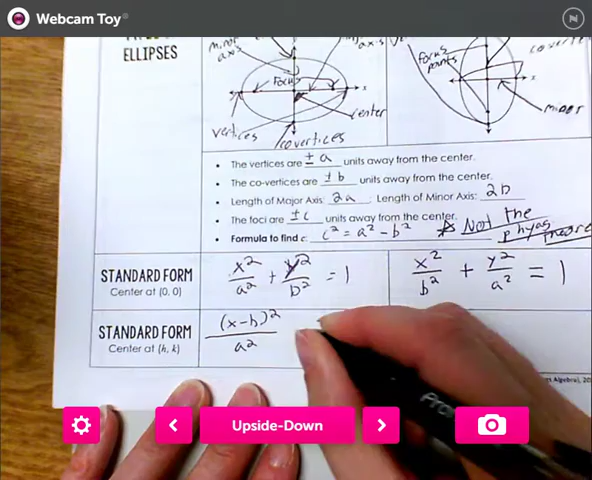 Webcam Toy
ELLIPSES
minor axis
axis
Focus
vertices
covertices
center
Focus points
minor
• The vertices are ± a units away from the center.
• The co-vertices are ± b units away from the center.
• Length of Major Axis: 2a ; Length of Minor Axis: 2b
• The foci are ± c units away from the center.
• Formula to find c: c² = a² - b² Not the
STANDARD FORM
Center at (0, 0)
x²/a² + y²/b² = 1
x²/b² + y²/a² = 1
STANDARD FORM
Center at (h, k)
(x-h)²/a²
Algebra),
Upside-Down